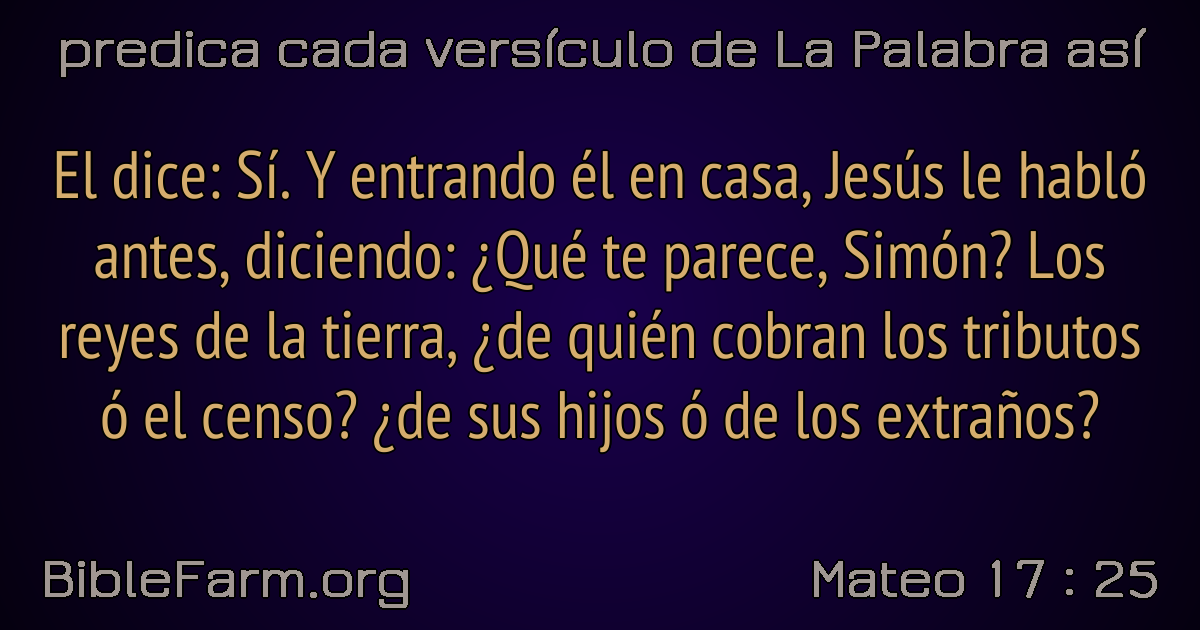 predica cada versículo de La Palabra así
El dice: Sí. Y entrando él en casa, Jesús le habló
antes, diciendo: ¿Qué te parece, Simón? Los
reyes de la tierra, ¿de quién cobran los tributos
ó el censo? ¿de sus hijos ó de los extraños?
BibleFarm.org
Mateo 17 : 25